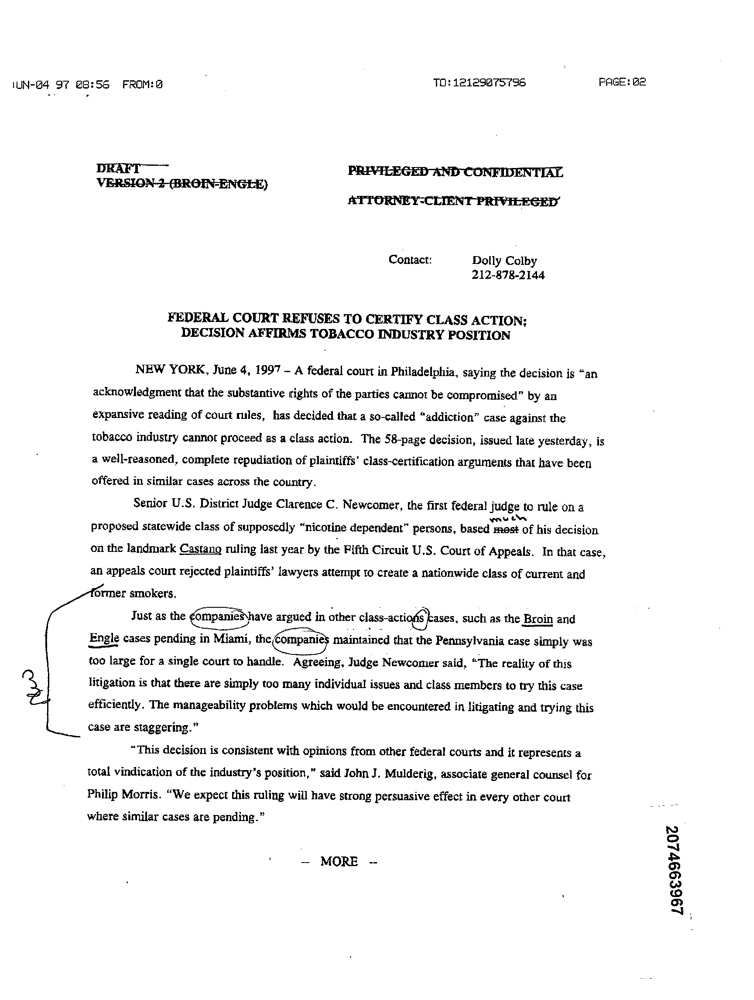 UN-04 97 08:56 FROM:0 TO:12129075796 PAGE:02
DRAFT PRIVILEGED AND CONFIDENTIAL
VERSION 2 (BROIN-ENGLE)
ATTORNEY-CLIENT PRIVILEGED
Contact: Dolly Colby
212-878-2144
FEDERAL COURT REFUSES TO CERTIFY CLASS ACTION;
DECISION AFFIRMS TOBACCO INDUSTRY POSITION
NEW YORK, June 4, 1997 – A federal court in Philadelphia, saying the decision is “an
acknowledgment that the substantive rights of the parties cannot be compromised” by an
expansive reading of court rules, has decided that a so-called “addiction” case against the
tobacco industry cannot proceed as a class action. The 58-page decision, issued late yesterday, is
a well-reasoned, complete repudiation of plaintiffs’ class-certification arguments that have been
offered in similar cases across the country.
Senior U.S. District Judge Clarence C. Newcomer, the first federal judge to rule on a
much
proposed statewide class of supposedly “nicotine dependent” persons, based most of his decision
on the landmark Castano ruling last year by the Fifth Circuit U.S. Court of Appeals. In that case,
an appeals court rejected plaintiffs’ lawyers attempt to create a nationwide class of current and
former smokers.
Just as the companies have argued in other class-actions cases, such as the Broin and
Engle cases pending in Miami, the companies maintained that the Pennsylvania case simply was
too large for a single court to handle. Agreeing, Judge Newcomer said, “The reality of this
litigation is that there are simply too many individual issues and class members to try this case
efficiently. The manageability problems which would be encountered in litigating and trying this
case are staggering.”
“This decision is consistent with opinions from other federal courts and it represents a
total vindication of the industry’s position,” said John J. Mulderig, associate general counsel for
Philip Morris. “We expect this ruling will have strong persuasive effect in every other court
where similar cases are pending.”
-- MORE --
2074663967